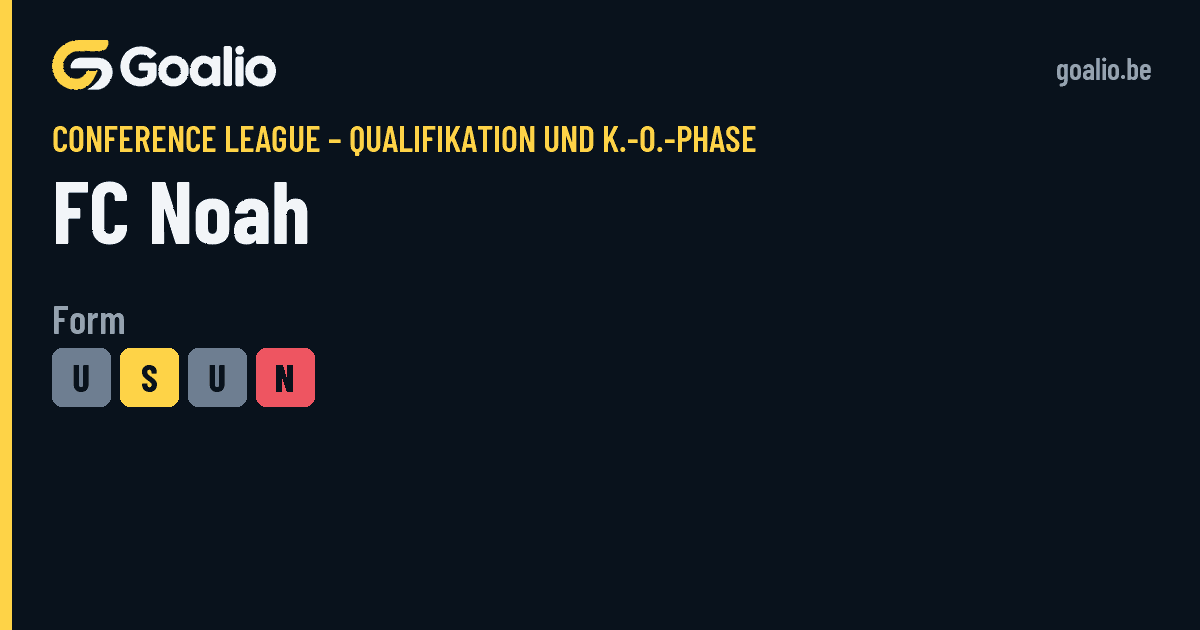 Goalio
goalio.be
CONFERENCE LEAGUE – QUALIFIKATION UND K.-O.-PHASE
FC Noah
Form
U S U N